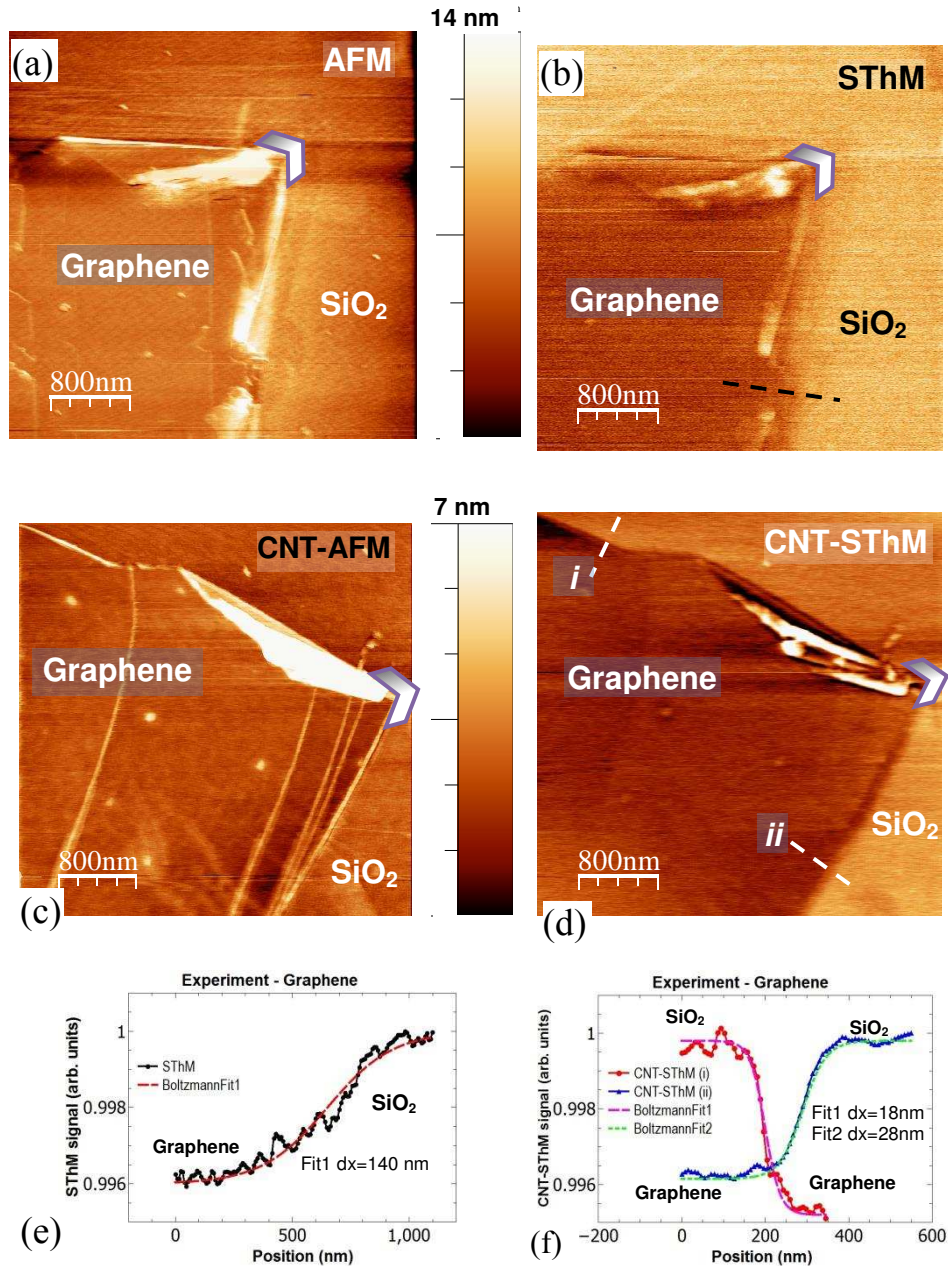 14 nm
(a)
AFM
Graphene
SiO₂
800nm
(b)
SThM
Graphene
SiO₂
800nm
7 nm
CNT-AFM
Graphene
SiO₂
800nm
(c)
CNT-SThM
i
Graphene
ii
SiO₂
800nm
(d)
Experiment - Graphene
SThM signal (arb. units)
1
0.998
0.996
SThM
BoltzmannFit1
SiO₂
Graphene
Fit1 dx=140 nm
0 500 1,000
Position (nm)
(e)
Experiment - Graphene
CNT-SThM signal (arb. units)
1
0.998
0.996
SiO₂
SiO₂
CNT-SThM (i)
CNT-SThM (ii)
BoltzmannFit1
BoltzmannFit2
Fit1 dx=18nm
Fit2 dx=28nm
Graphene
Graphene
−200 0 200 400 600
Position (nm)
(f)